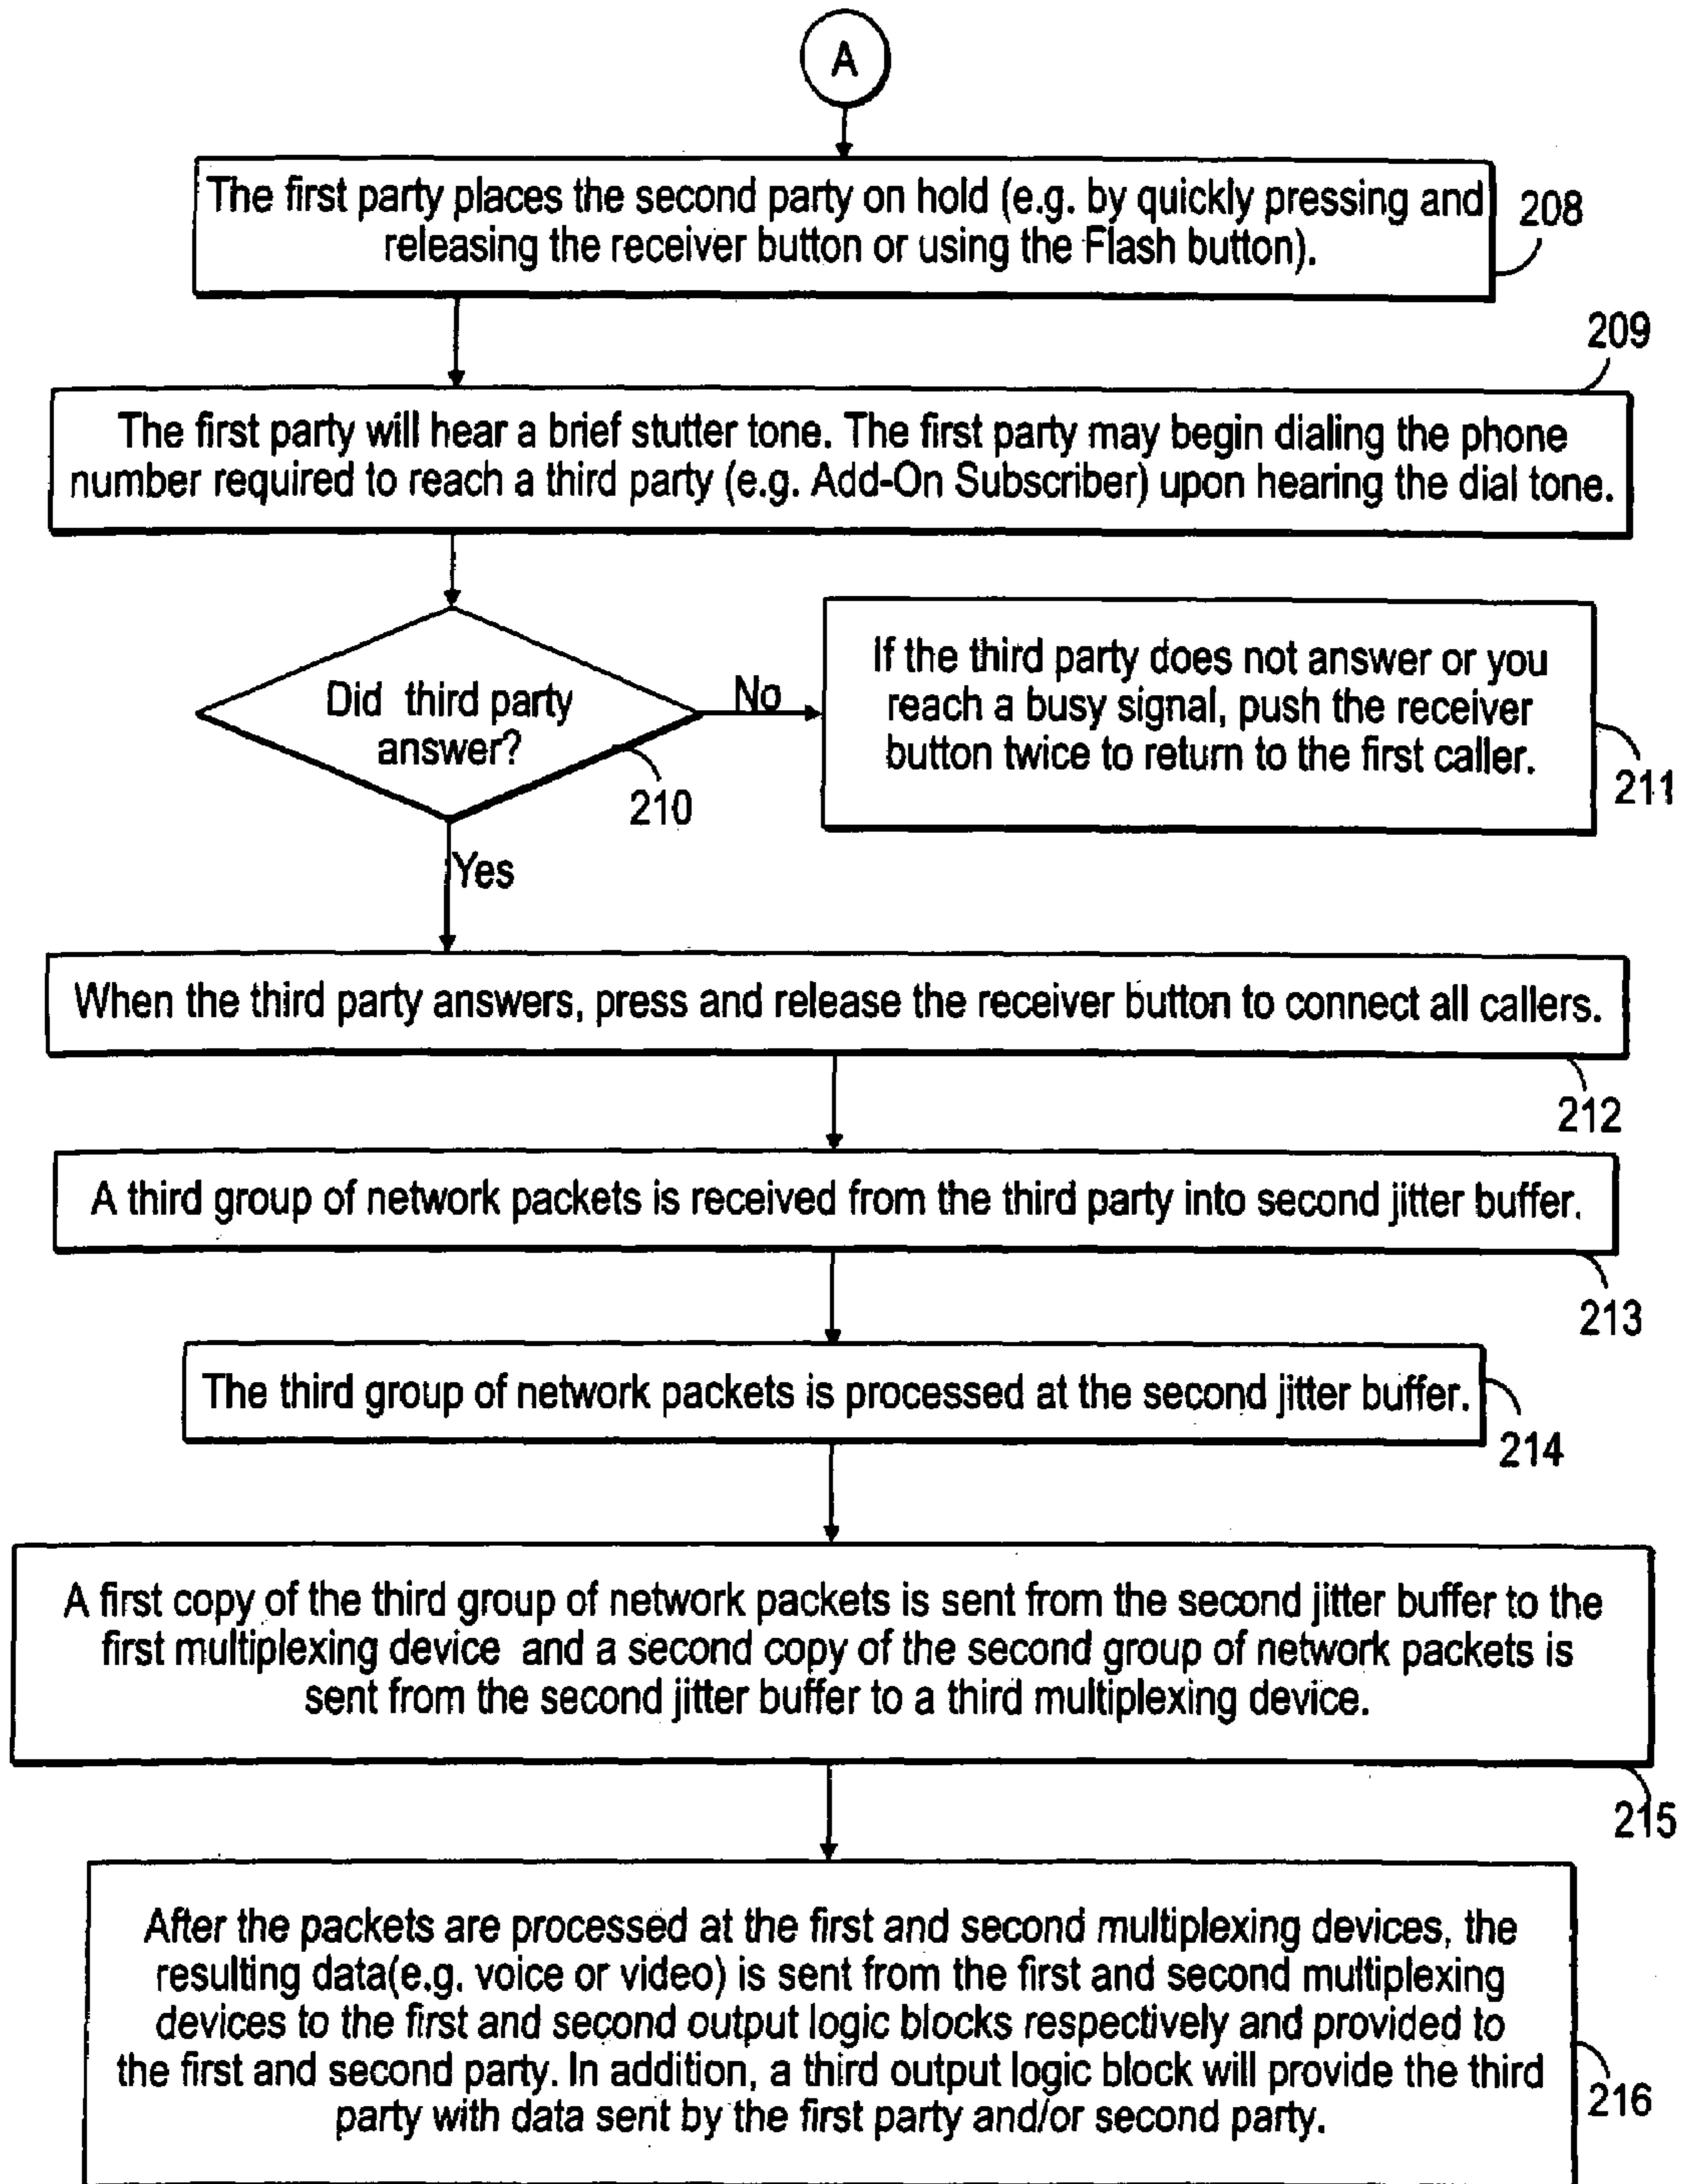 A
The first party places the second party on hold (e.g. by quickly pressing and
releasing the receiver button or using the Flash button).
208
209
The first party will hear a brief stutter tone. The first party may begin dialing the phone
number required to reach a third party (e.g. Add-On Subscriber) upon hearing the dial tone.
Did third party
answer?
210
No
If the third party does not answer or you
reach a busy signal, push the receiver
button twice to return to the first caller.
211
Yes
When the third party answers, press and release the receiver button to connect all callers.
212
A third group of network packets is received from the third party into second jitter buffer.
213
The third group of network packets is processed at the second jitter buffer.
214
A first copy of the third group of network packets is sent from the second jitter buffer to the
first multiplexing device and a second copy of the second group of network packets is
sent from the second jitter buffer to a third multiplexing device.
215
After the packets are processed at the first and second multiplexing devices, the
resulting data(e.g. voice or video) is sent from the first and second multiplexing
devices to the first and second output logic blocks respectively and provided to
the first and second party. In addition, a third output logic block will provide the third
party with data sent by the first party and/or second party.
216